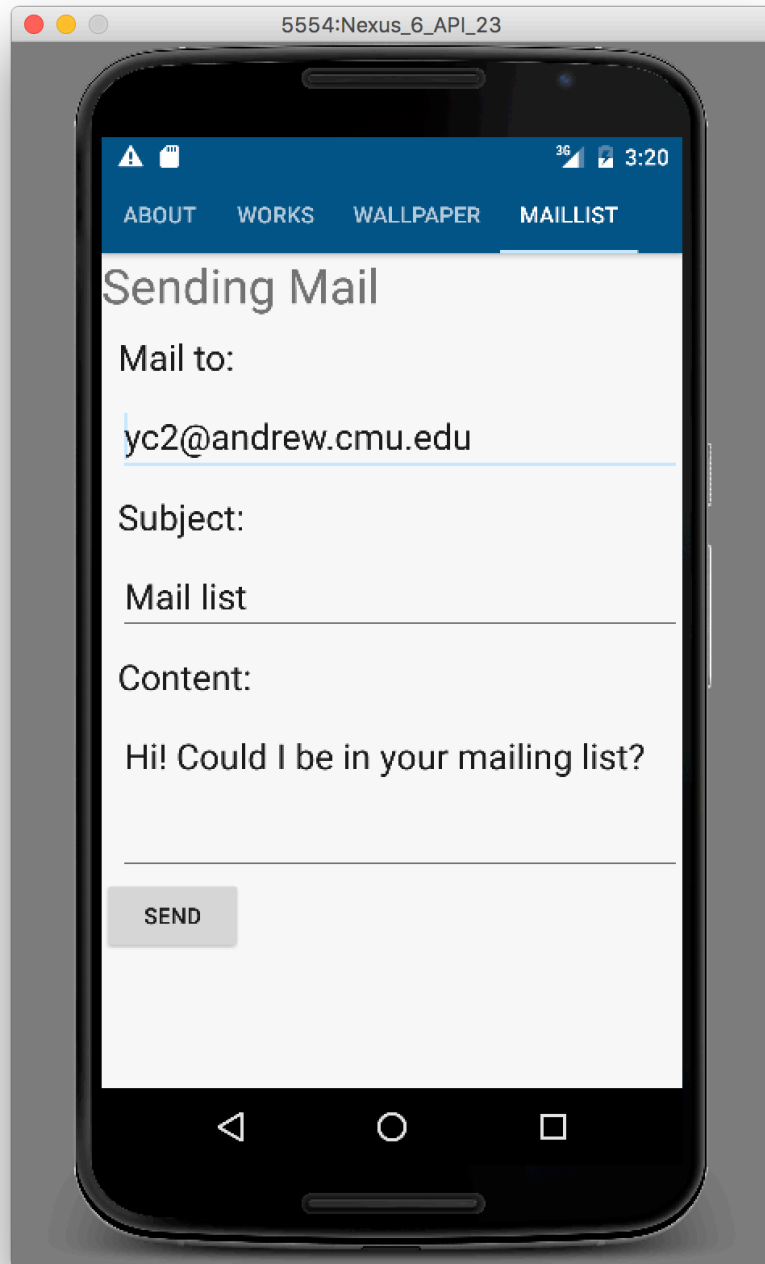 5554:Nexus_6_API_23
3G 3:20
ABOUT WORKS WALLPAPER MAILLIST
Sending Mail
Mail to:
yc2@andrew.cmu.edu
Subject:
Mail list
Content:
Hi! Could I be in your mailing list?
SEND